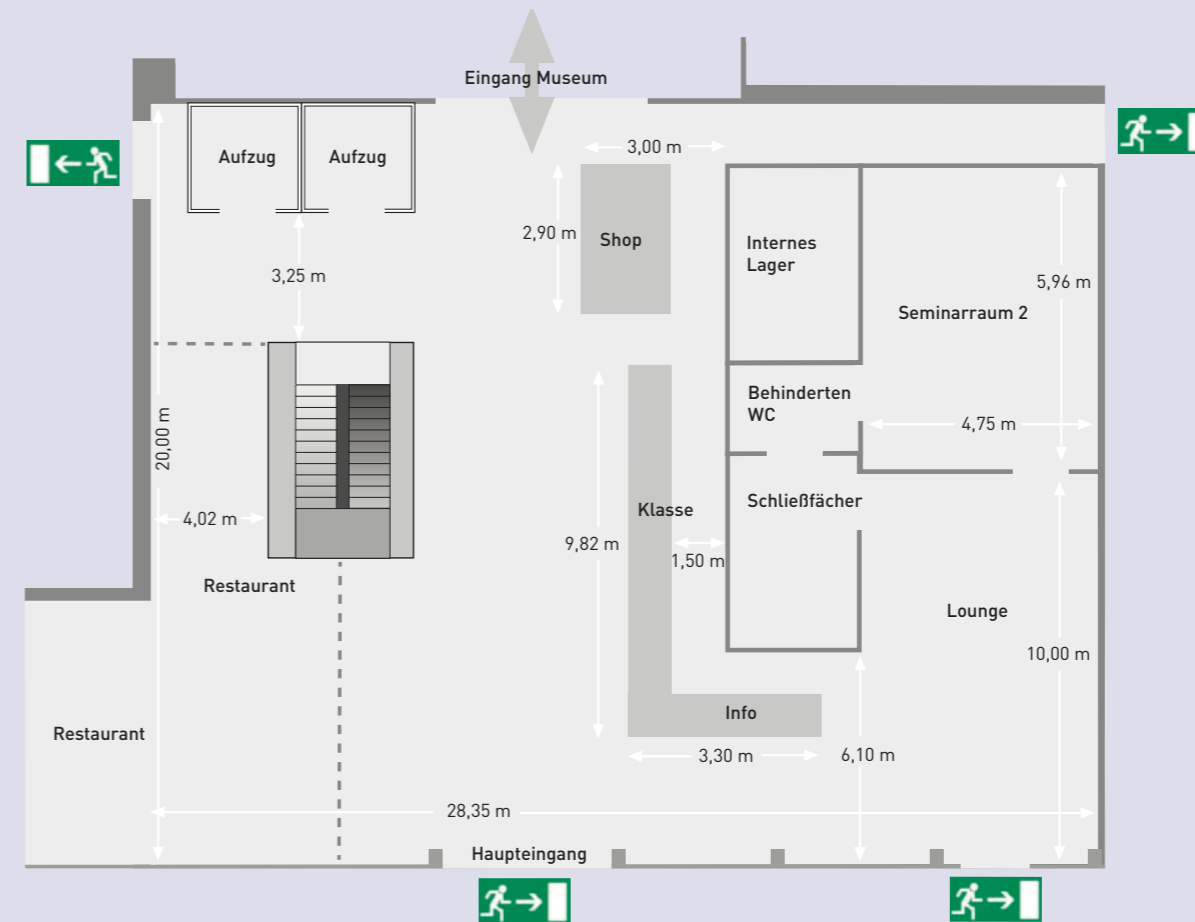 Eingang Museum
Aufzug
Aufzug
3,00 m
2,90 m
Shop
Internes
Lager
3,25 m
5,96 m
Seminarraum 2
Behinderten
WC
4,75 m
20,00 m
4,02 m
Klasse
Schließfächer
9,82 m
1,50 m
Restaurant
Lounge
10,00 m
Restaurant
Info
3,30 m
6,10 m
28,35 m
Haupteingang